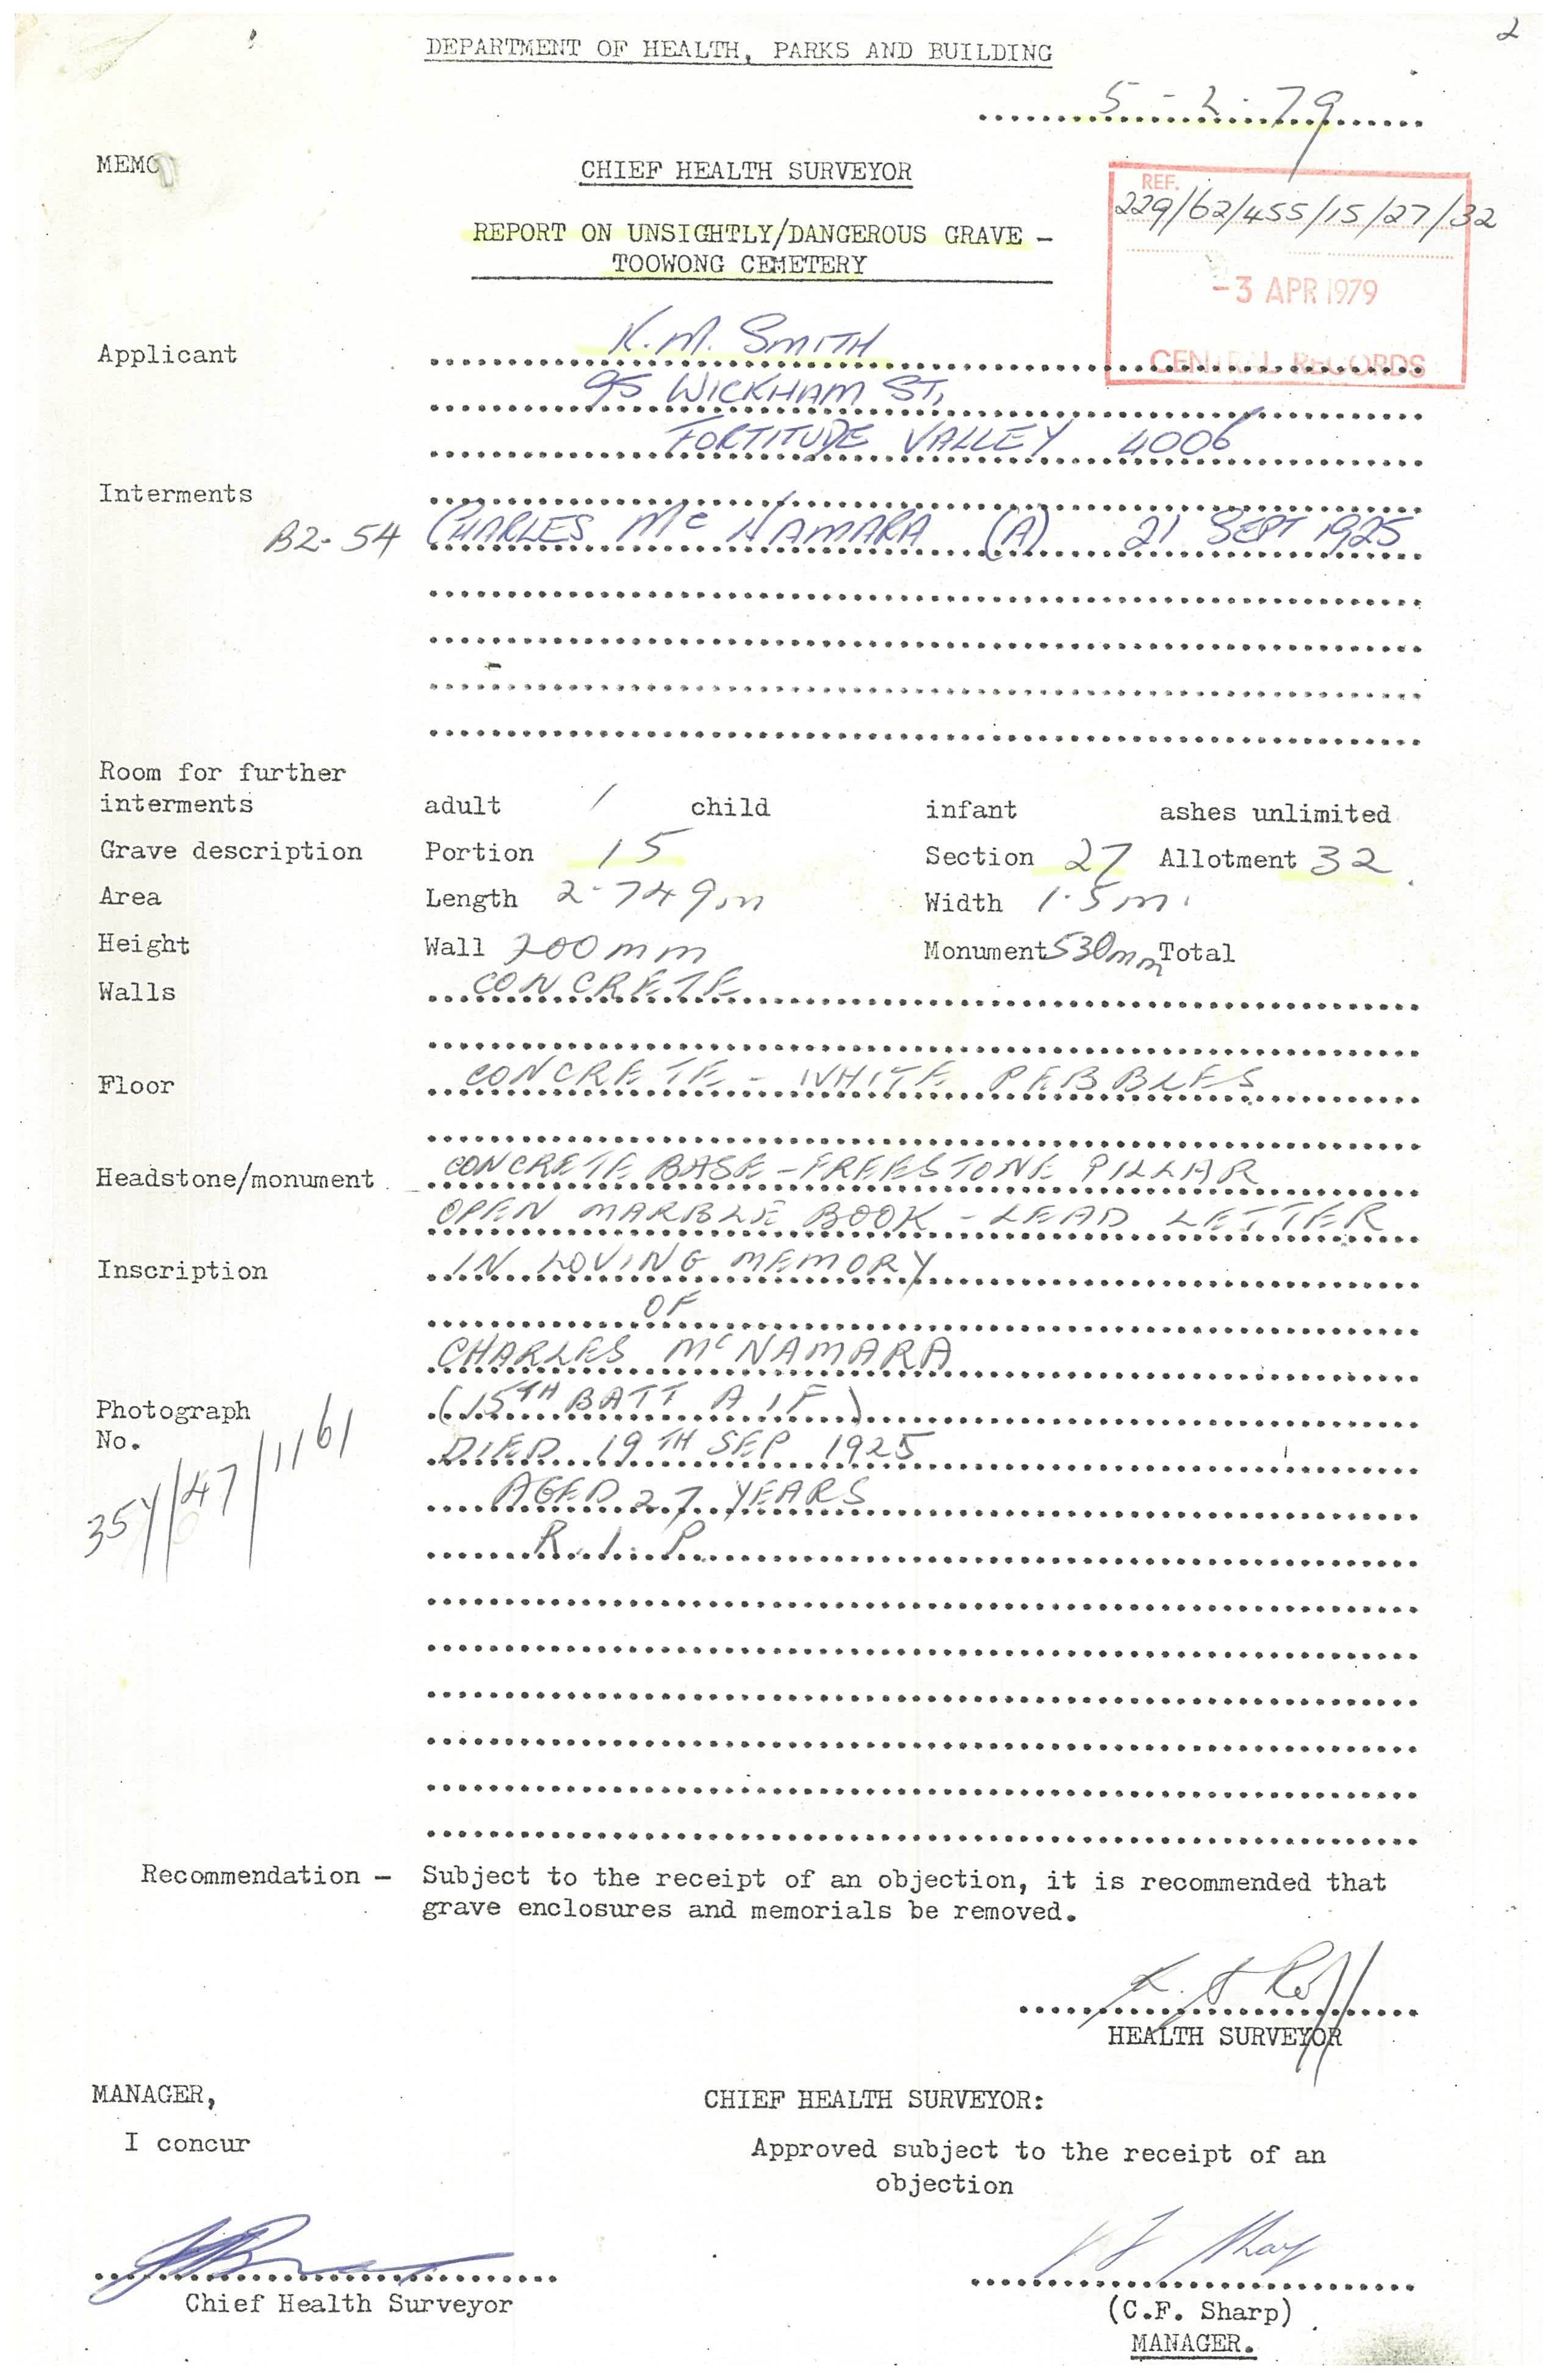 2
DEPARTMENT OF HEALTH, PARKS AND BUILDING
5-2-79
MEMO
CHIEF HEALTH SURVEYOR
REF.
229/62/455/15/27/32
REPORT ON UNSIGHTLY/DANGEROUS GRAVE -
TOOWONG CEMETERY
-3 APR 1979
CENTRAL RECORDS
Applicant K.M. SMITH
95 WICKHAM ST,
FORTITUDE VALLEY 4006
Interments
B2-54 CHARLES Mc NAMARA (A) 21 SEPT 1925
Room for further
interments adult 1 child infant ashes unlimited
Grave description Portion 15 Section 27 Allotment 32
Area Length 2.749m Width 1.5m
Height Wall 200mm Monument 530mm Total
Walls CONCRETE
Floor CONCRETE - WHITE PEBBLES
Headstone/monument CONCRETE BASE - FREESTONE PILLAR
OPEN MARBLE BOOK - LEAD LETTER
Inscription IN LOVING MEMORY
OF
CHARLES Mc NAMARA
Photograph (15TH BATT A I F)
No. DIED 19TH SEP 1925
AGED 27 YEARS
R.I.P.
Recommendation - Subject to the receipt of an objection, it is recommended that
grave enclosures and memorials be removed.
HEALTH SURVEYOR
MANAGER, CHIEF HEALTH SURVEYOR:
I concur Approved subject to the receipt of an
objection
Chief Health Surveyor
(C.F. Sharp)
MANAGER.